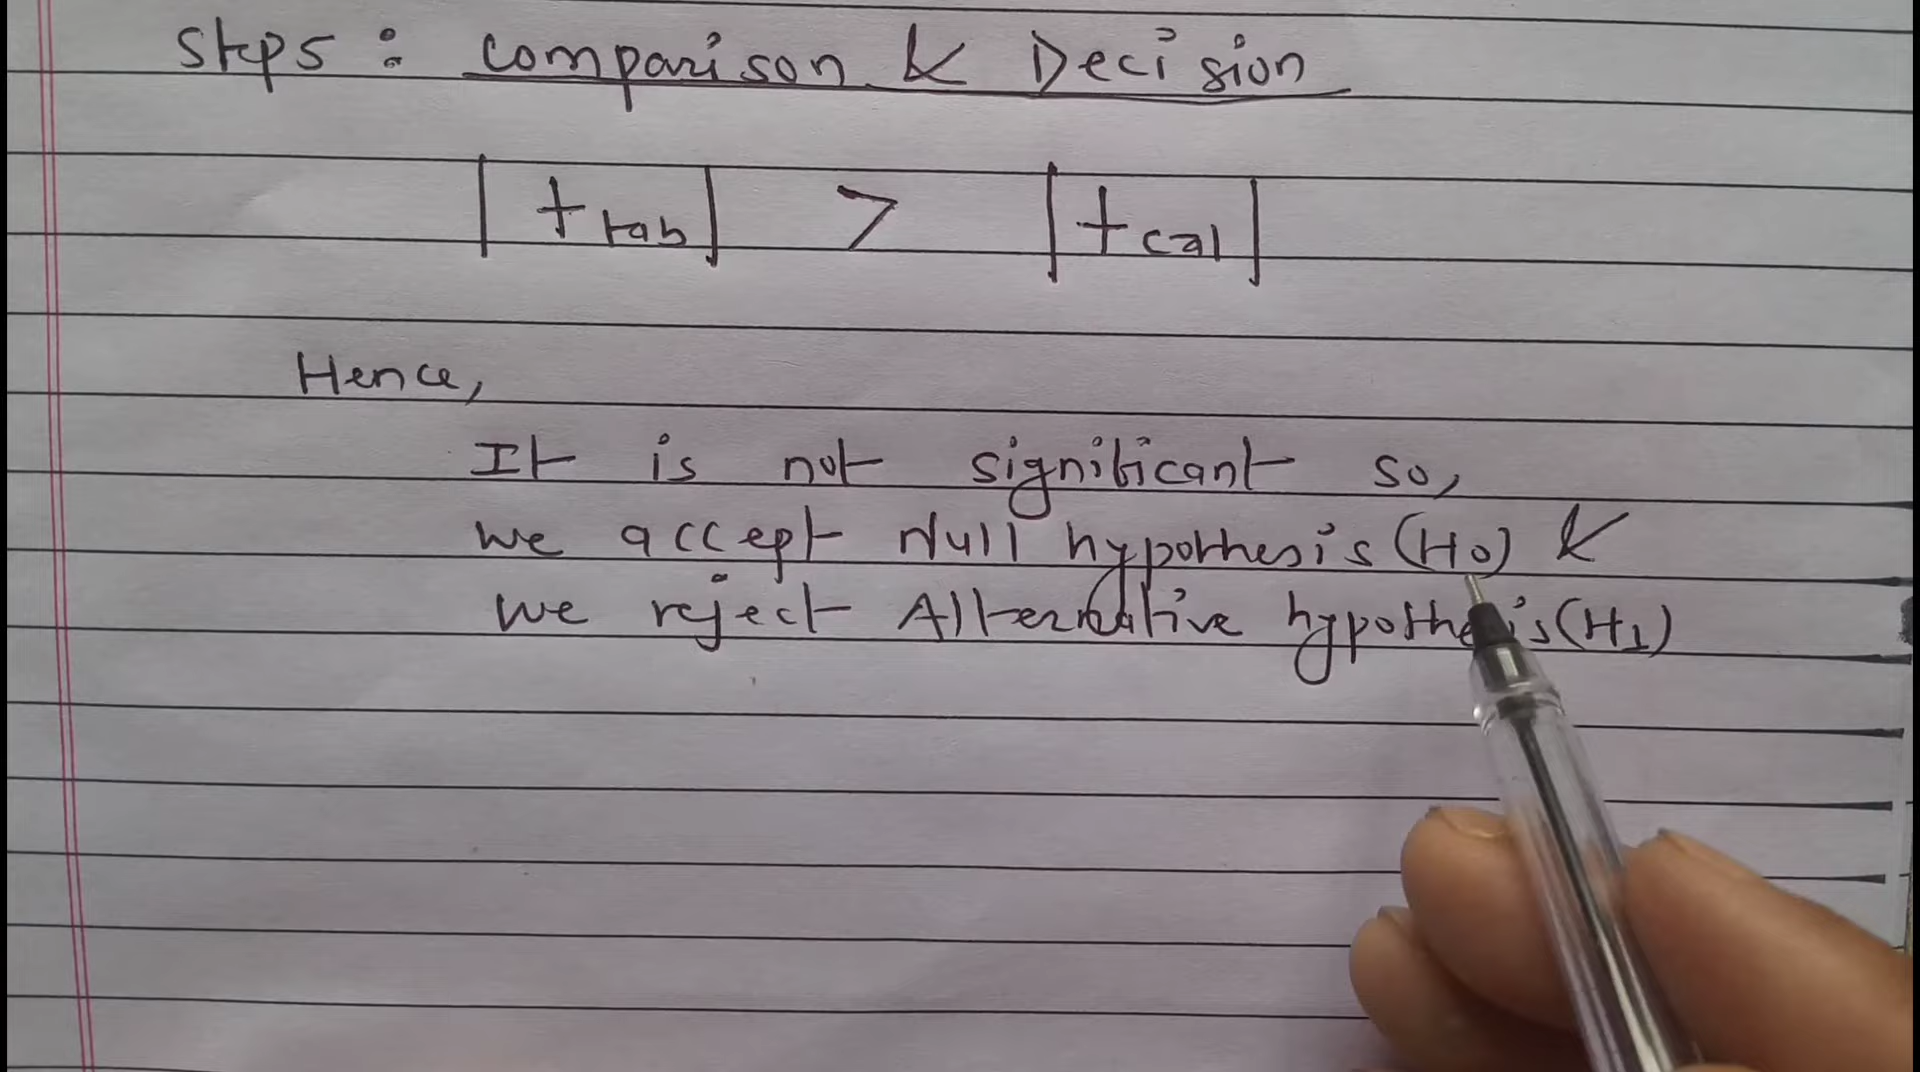 Step5: Comparison & Decision
|t tab| > |t cal|
Hence,
It is not significant so,
we accept Null hypothesis (H0) &
we reject Alternative hypothesis (H1)